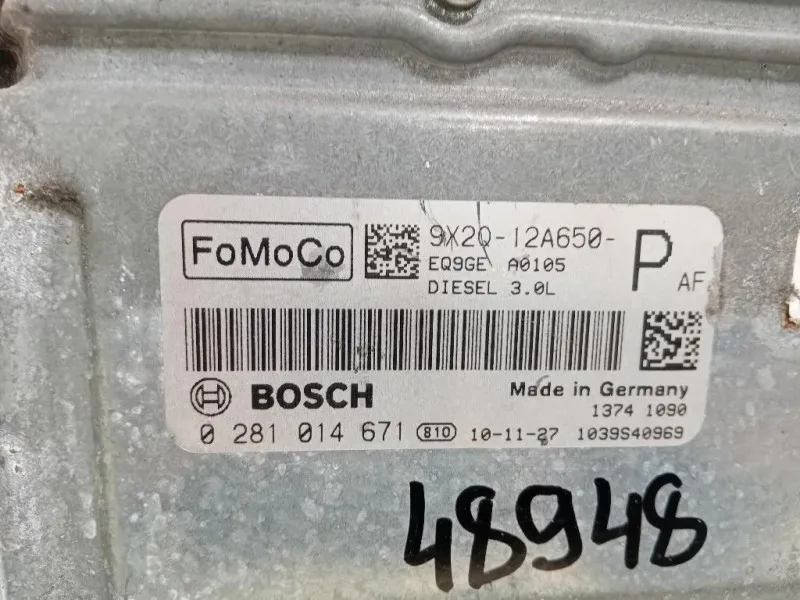 FoMoCo
9X2Q-12A650-
EQ9GE A0105
DIESEL 3.0L
P AF
BOSCH
Made in Germany
1374 1090
0 281 014 671 810 10-11-27 1039S40969
48948